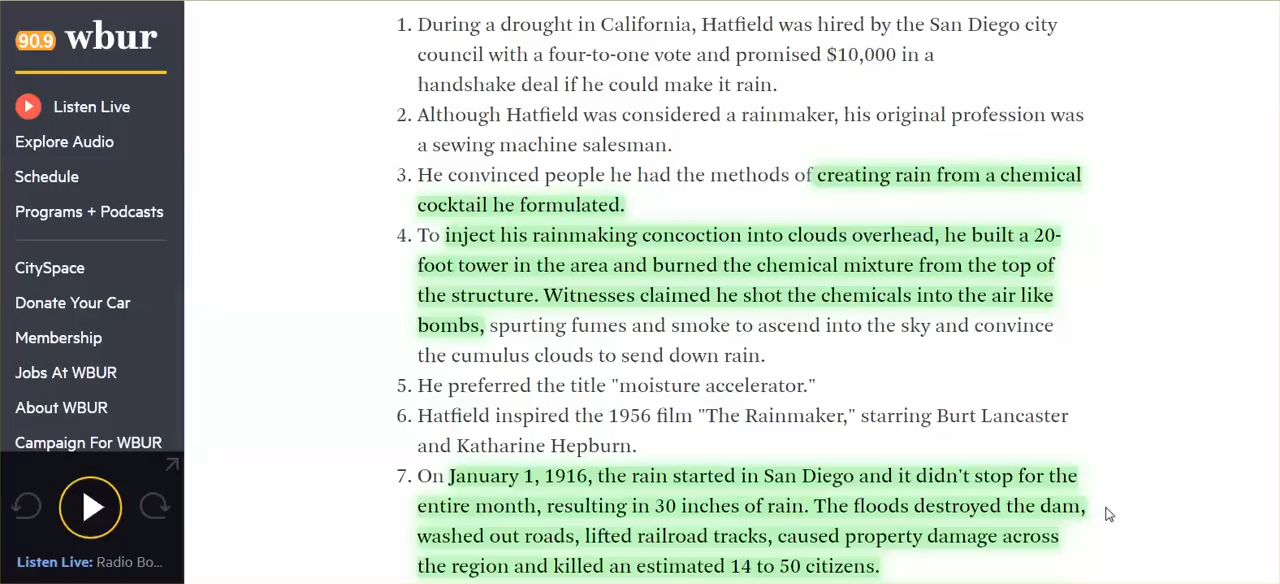 90.9 wbur
Listen Live
Explore Audio
Schedule
Programs + Podcasts
CitySpace
Donate Your Car
Membership
Jobs At WBUR
About WBUR
Campaign For WBUR
Listen Live: Radio Bo...
1. During a drought in California, Hatfield was hired by the San Diego city
council with a four-to-one vote and promised $10,000 in a
handshake deal if he could make it rain.
2. Although Hatfield was considered a rainmaker, his original profession was
a sewing machine salesman.
3. He convinced people he had the methods of creating rain from a chemical
cocktail he formulated.
4. To inject his rainmaking concoction into clouds overhead, he built a 20-
foot tower in the area and burned the chemical mixture from the top of
the structure. Witnesses claimed he shot the chemicals into the air like
bombs, spurting fumes and smoke to ascend into the sky and convince
the cumulus clouds to send down rain.
5. He preferred the title "moisture accelerator."
6. Hatfield inspired the 1956 film "The Rainmaker," starring Burt Lancaster
and Katharine Hepburn.
7. On January 1, 1916, the rain started in San Diego and it didn't stop for the
entire month, resulting in 30 inches of rain. The floods destroyed the dam,
washed out roads, lifted railroad tracks, caused property damage across
the region and killed an estimated 14 to 50 citizens.